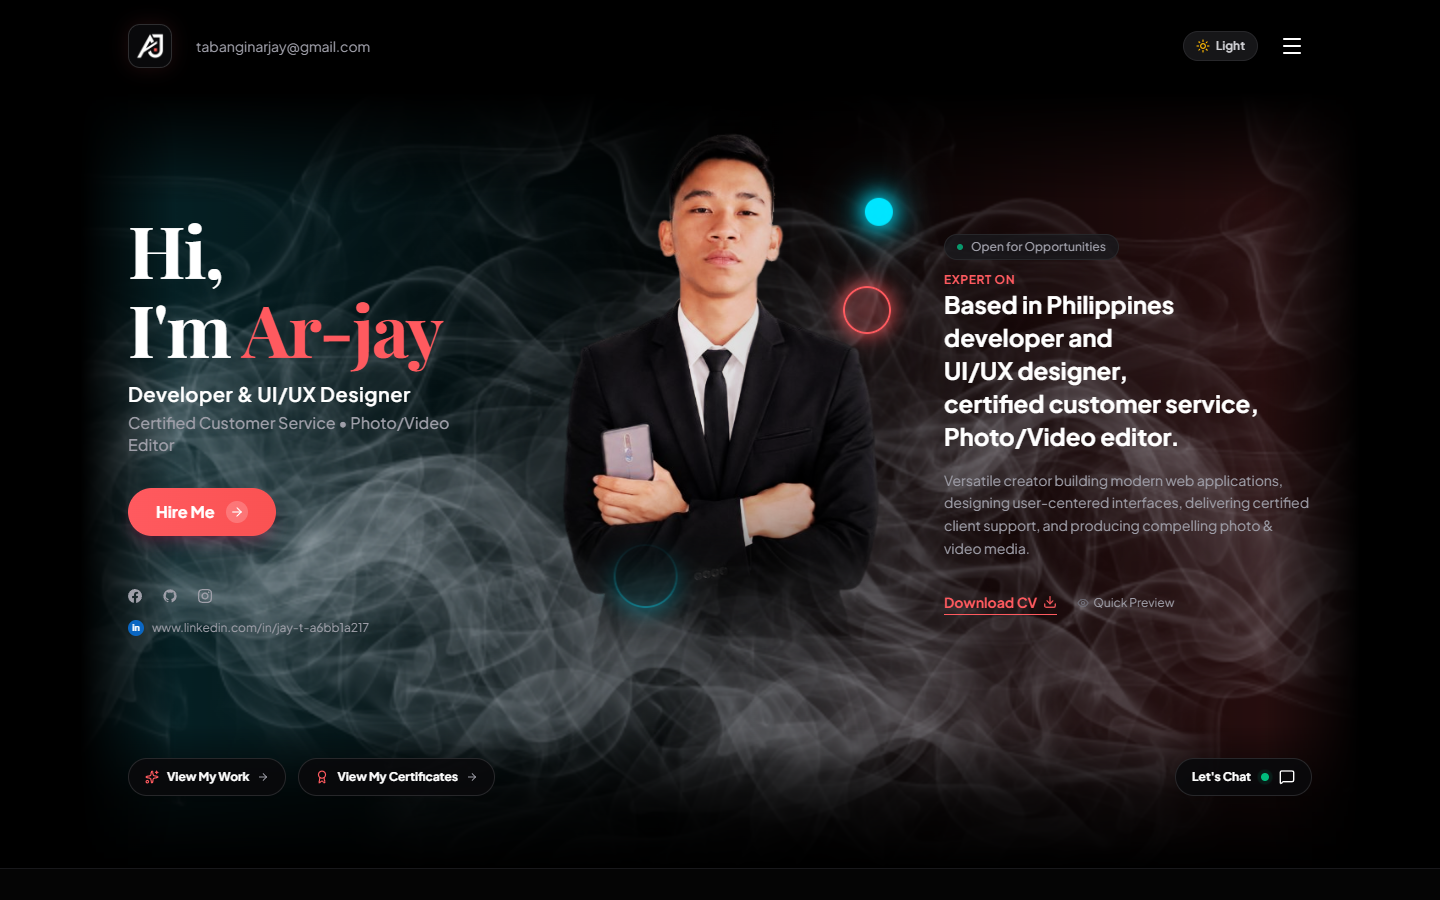 AJ
tabanginarjay@gmail.com
Light
Hi,
I'm Ar-jay
Developer & UI/UX Designer
Certified Customer Service • Photo/Video
Editor
Hire Me
in
www.linkedin.com/in/jay-t-a6bb1a217
Open for Opportunities
EXPERT ON
Based in Philippines
developer and
UI/UX designer,
certified customer service,
Photo/Video editor.
Versatile creator building modern web applications,
designing user-centered interfaces, delivering certified
client support, and producing compelling photo &
video media.
Download CV
Quick Preview
View My Work
View My Certificates
Let's Chat